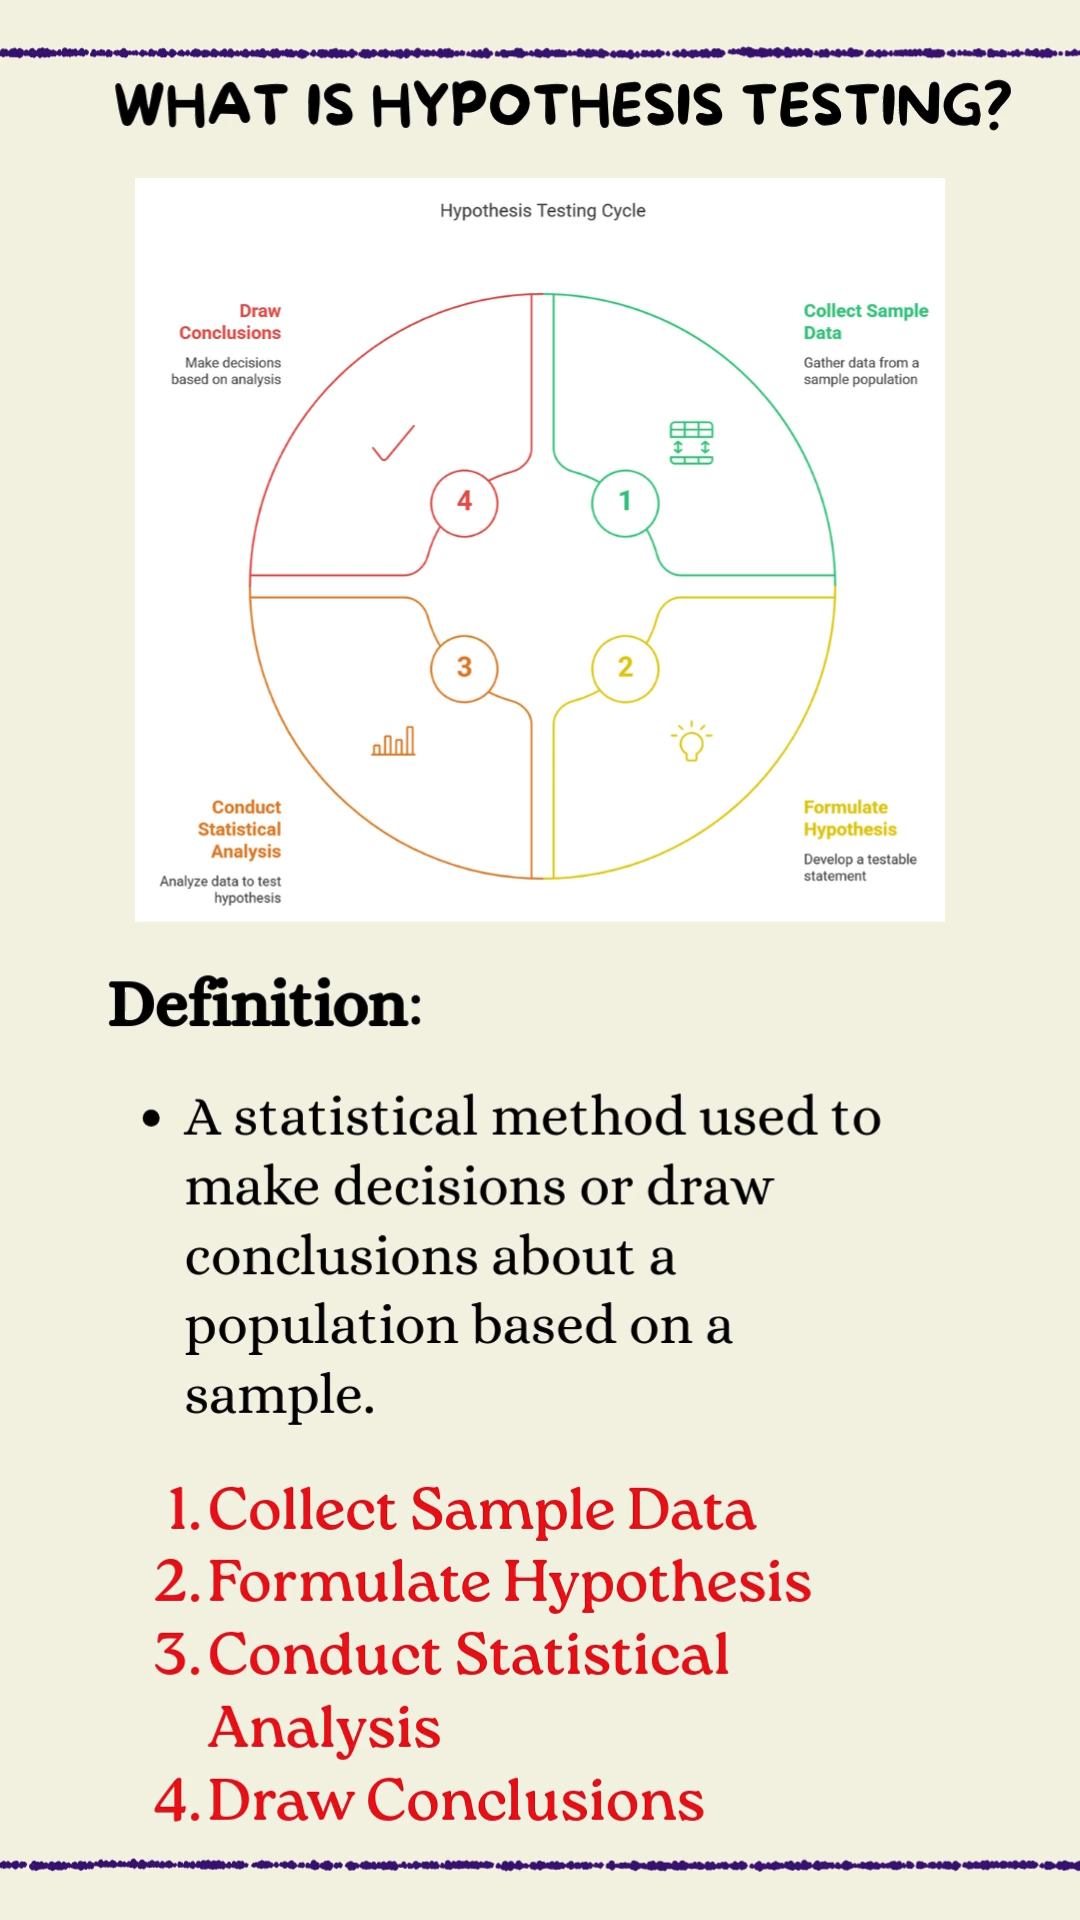 WHAT IS HYPOTHESIS TESTING?
Hypothesis Testing Cycle
Draw
Conclusions
Make decisions
based on analysis
Collect Sample
Data
Gather data from a
sample population
4
1
3
2
Conduct
Statistical
Analysis
Analyze data to test
hypothesis
Formulate
Hypothesis
Develop a testable
statement
Definition:
• A statistical method used to
make decisions or draw
conclusions about a
population based on a
sample.
1. Collect Sample Data
2. Formulate Hypothesis
3. Conduct Statistical
Analysis
4. Draw Conclusions